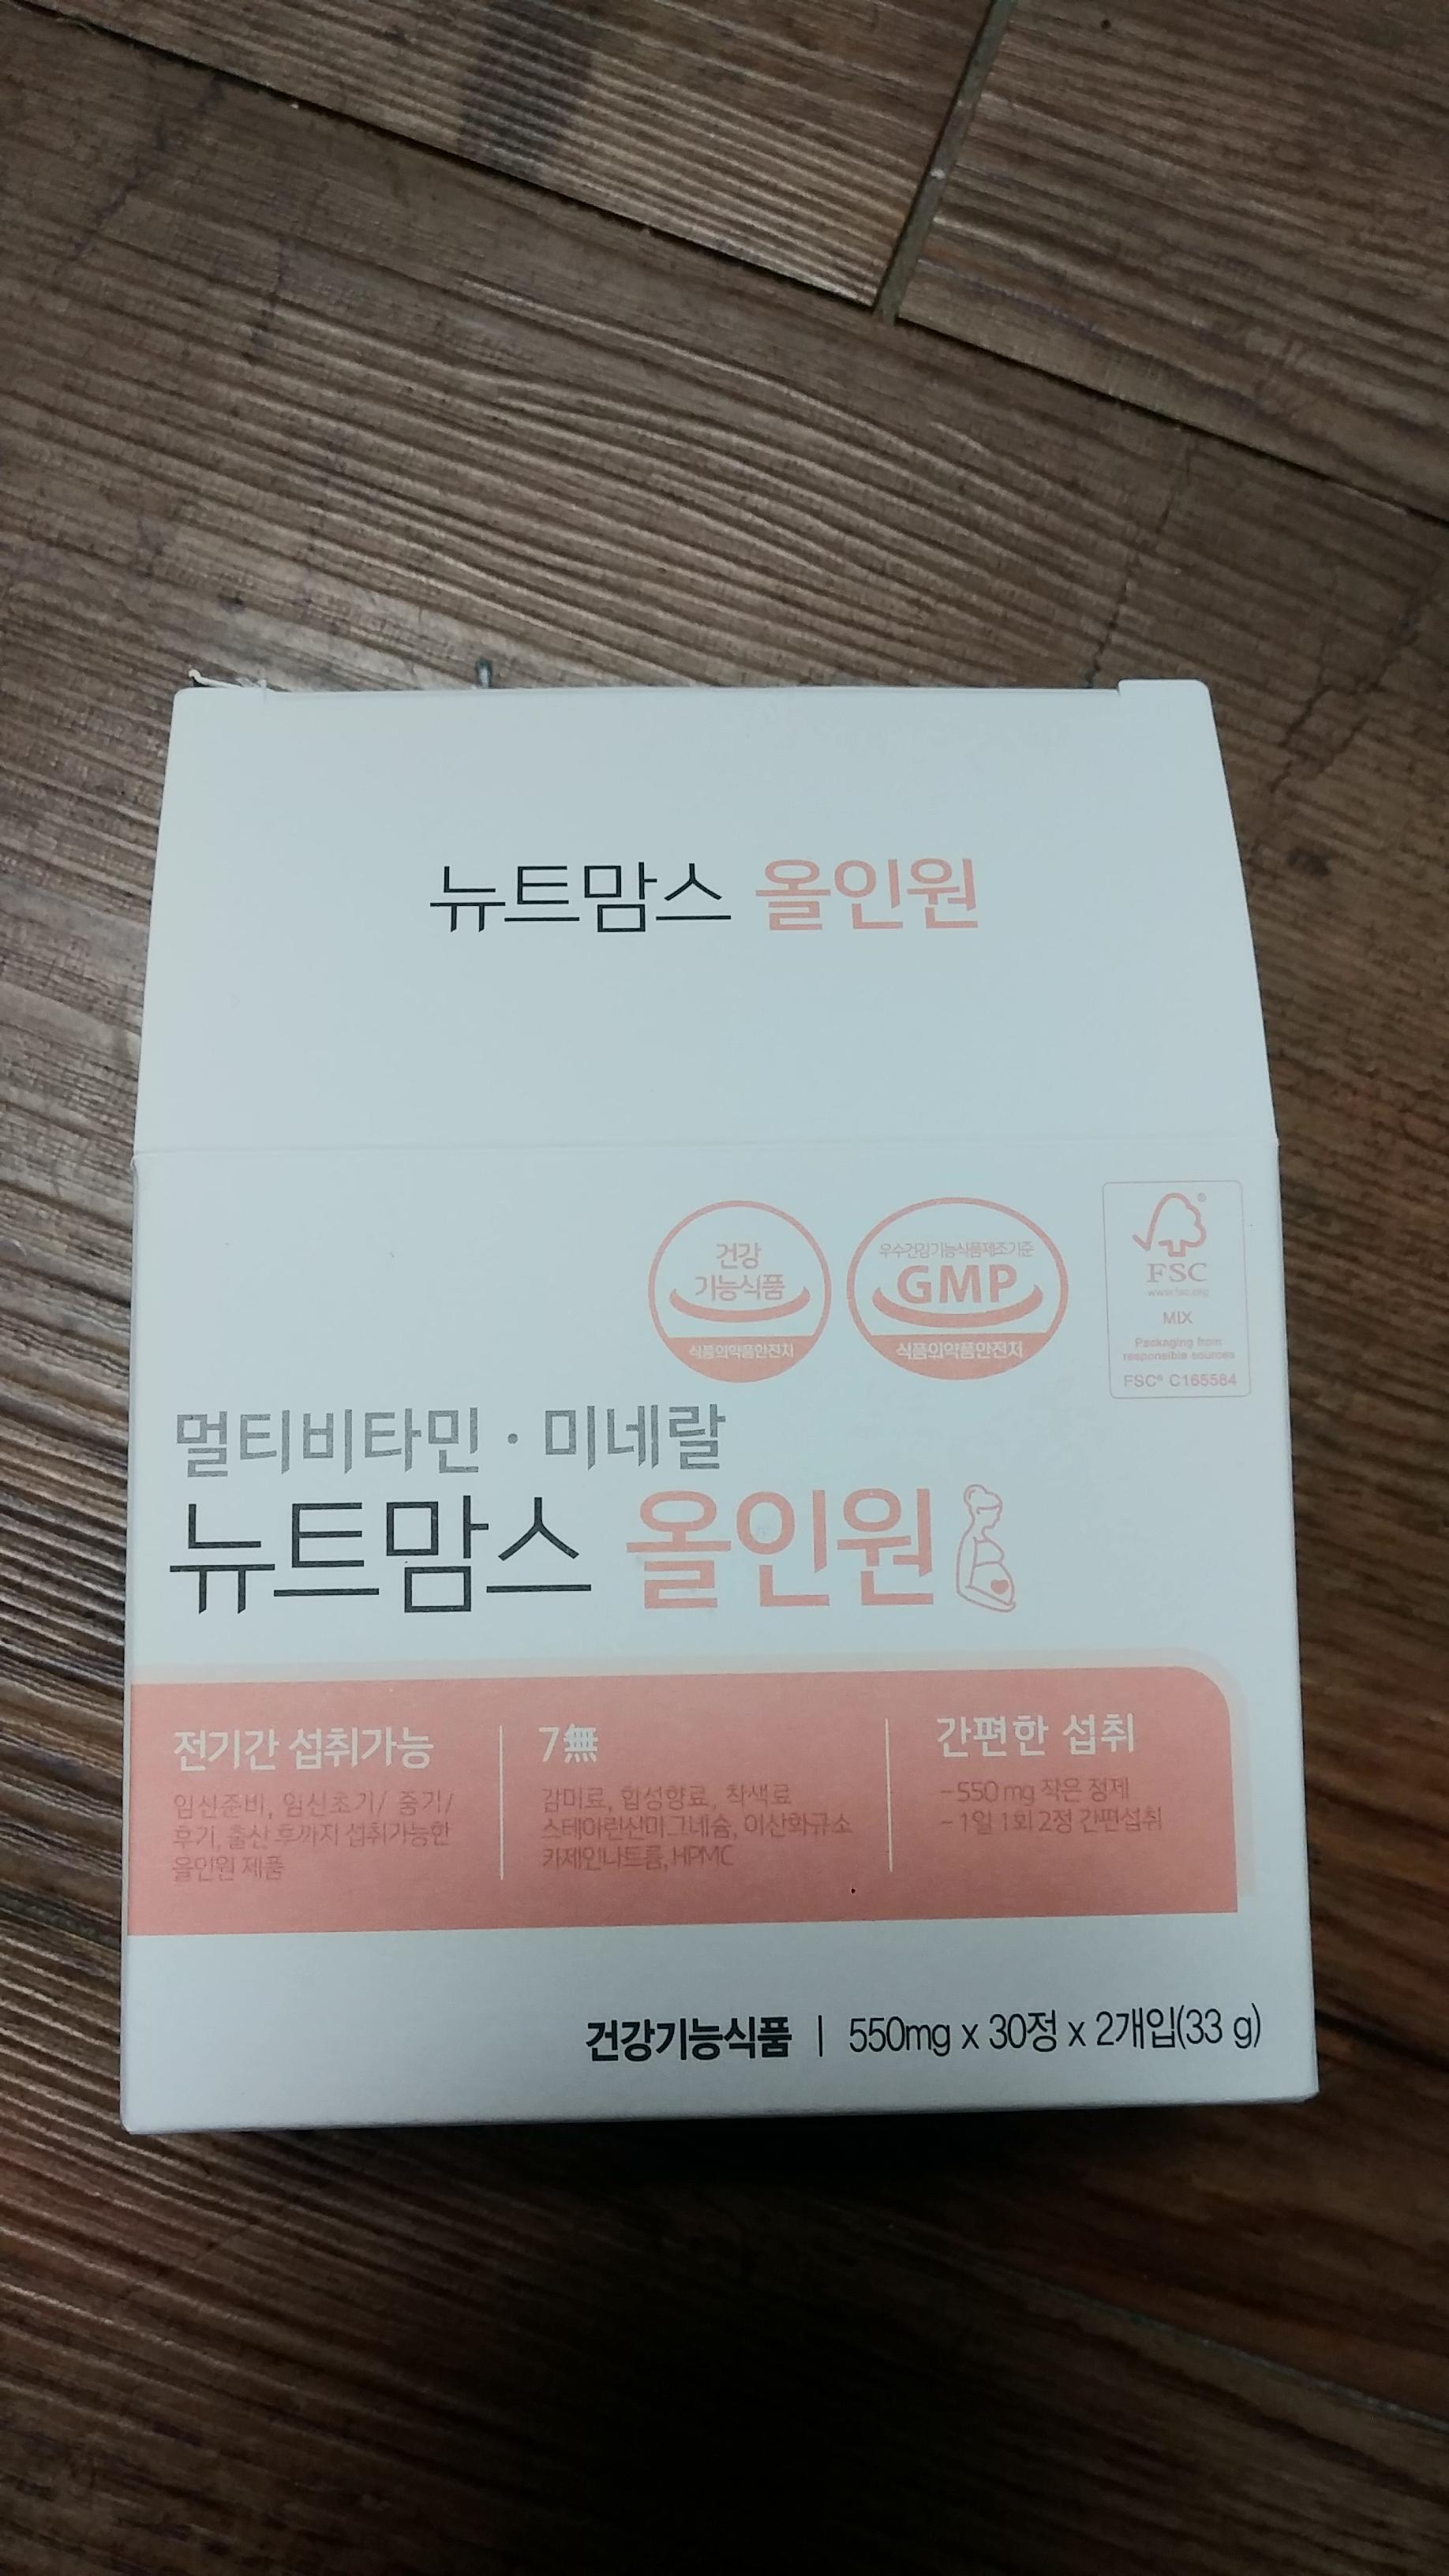 뉴트맘스 올인원
건강
기능식품
식품의약품안전처
우수건강기능식품제조기준
GMP
식품의약품안전처
FSC
www.fsc.org
MIX
Packaging from
responsible sources
FSC® C165584
멀티비타민 · 미네랄
뉴트맘스 올인원
전기간 섭취가능
임신준비, 임신초기/ 중기/
후기, 출산 후까지 섭취가능한
올인원 제품
7無
감미료, 합성향료, 착색료
스테아린산마그네슘, 이산화규소
카제인나트륨, HPMC
간편한 섭취
- 550 mg 작은 정제
- 1일 1회 2정 간편섭취
건강기능식품 | 550mg x 30정 x 2개입(33 g)